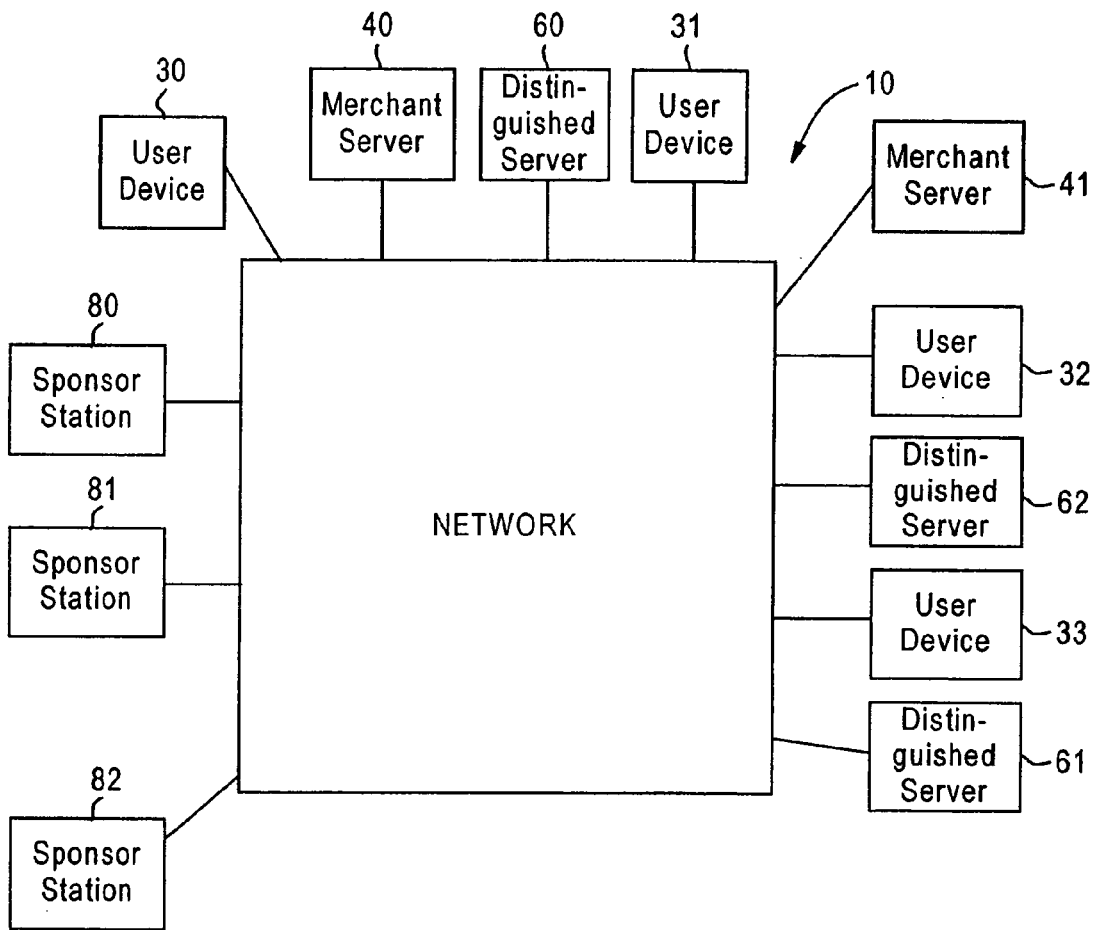 40
60
31
30
10
Merchant
Server
Distin-
guished
Server
User
Device
User
Device
Merchant
Server
41
80
Sponsor
Station
User
Device
32
81
Sponsor
Station
NETWORK
Distin-
guished
Server
62
User
Device
33
82
Sponsor
Station
Distin-
guished
Server
61